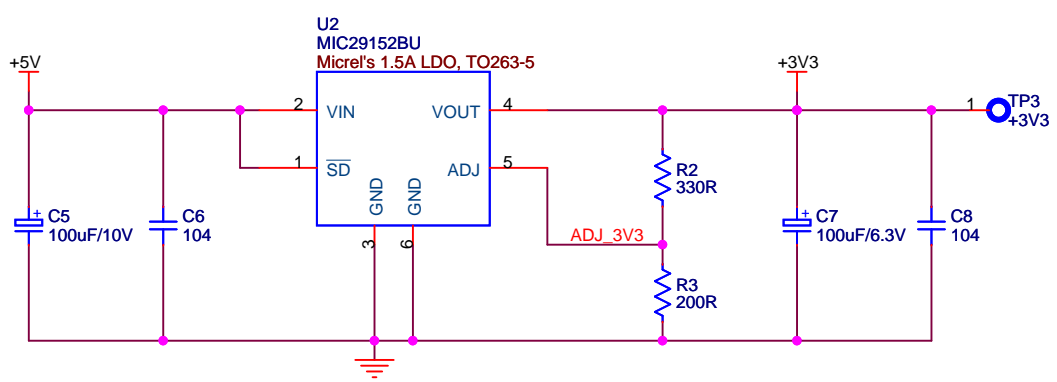 U2
MIC29152BU
Micrel's 1.5A LDO, TO263-5
+5V
+3V3
2
VIN
VOUT
4
1
TP3
+3V3
1
SD
ADJ
5
R2
330R
GND
GND
C5
100uF/10V
+
C6
104
C7
100uF/6.3V
+
C8
104
3
6
ADJ_3V3
R3
200R